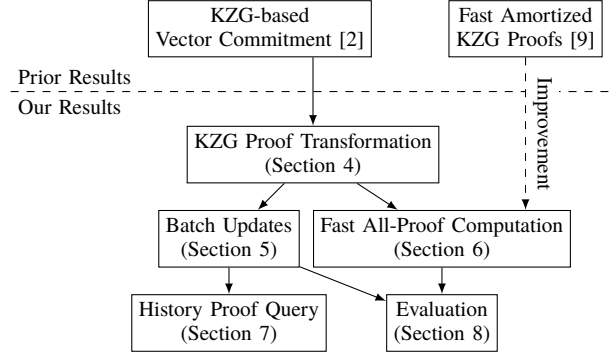 KZG-based
Vector Commitment [2]
Fast Amortized
KZG Proofs [9]
Prior Results
Our Results
Improvement
KZG Proof Transformation
(Section 4)
Batch Updates
(Section 5)
Fast All-Proof Computation
(Section 6)
History Proof Query
(Section 7)
Evaluation
(Section 8)